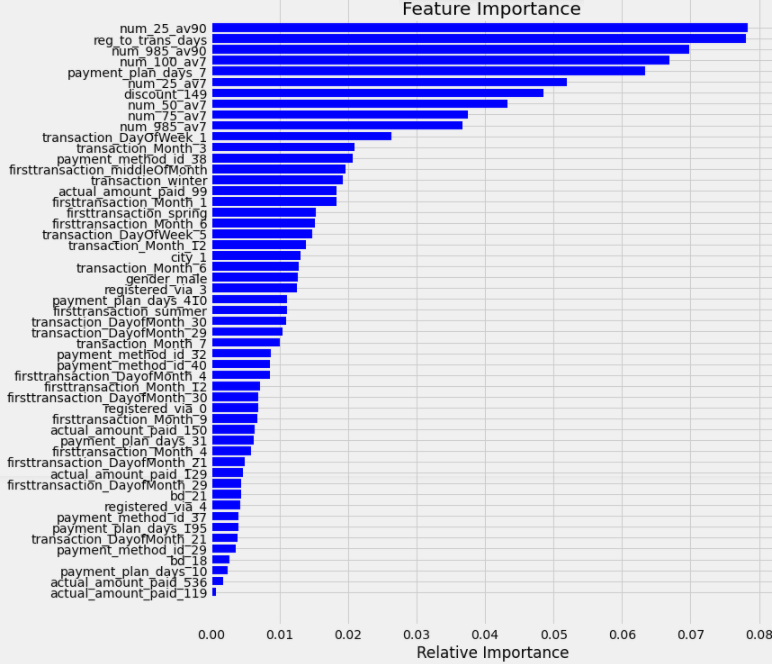 Feature Importance
num_25_av90
reg_to_trans_days
num_985_av90
num_100_av7
payment_plan_days_7
num_25_av7
discount_149
num_50_av7
num_75_av7
num_985_av7
transaction_DayOfWeek_1
transaction_Month_3
payment_method_id_38
firsttransaction_middleOfMonth
transaction_winter
actual_amount_paid_99
firsttransaction_Month_1
firsttransaction_spring
firsttransaction_Month_6
transaction_DayOfWeek_5
transaction_Month_12
city_1
transaction_Month_6
gender_male
registered_via_3
payment_plan_days_410
firsttransaction_summer
transaction_DayofMonth_30
transaction_DayofMonth_29
transaction_Month_7
payment_method_id_32
payment_method_id_40
firsttransaction_DayofMonth_4
firsttransaction_Month_12
firsttransaction_DayofMonth_30
registered_via_0
firsttransaction_Month_9
actual_amount_paid_150
payment_plan_days_31
firsttransaction_Month_4
firsttransaction_DayofMonth_21
actual_amount_paid_129
firsttransaction_DayofMonth_29
bd_21
registered_via_4
payment_method_id_37
payment_plan_days_195
transaction_DayofMonth_21
payment_method_id_29
bd_18
payment_plan_days_10
actual_amount_paid_536
actual_amount_paid_119
0.00 0.01 0.02 0.03 0.04 0.05 0.06 0.07 0.08
Relative Importance